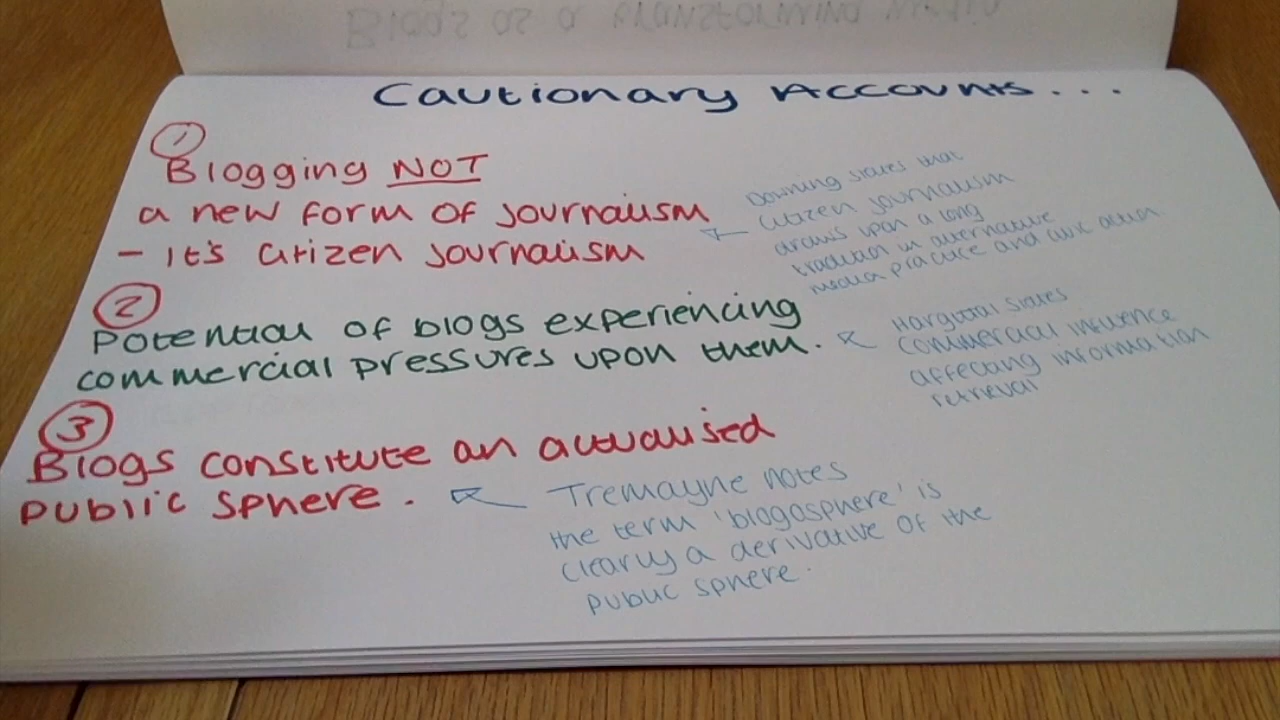 Blogs as a transforming
Cautionary Accounts...
1
Blogging NOT
a new form of journalism
- It's citizen journalism
Downing states that
citizen journalism
draws upon a long
tradition in alternative
media practice and civic action
2
Potential of blogs experiencing
commercial pressures upon them.
Hargittai states
commercial influence
affecting information
retrieval
3
Blogs constitute an actualised
public sphere.
Tremayne notes
the term 'blogosphere' is
clearly a derivative of the
public sphere.